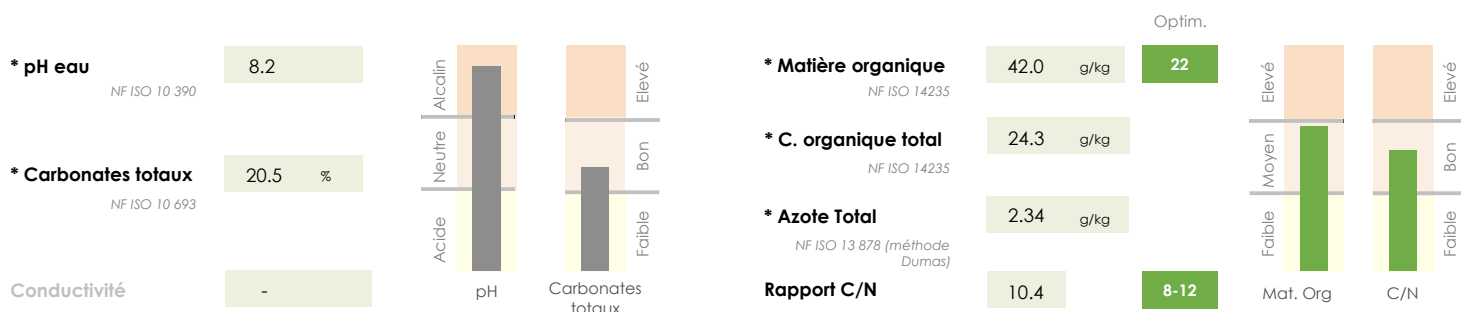 * pH eau
8.2
NF ISO 10 390
* Carbonates totaux
20.5 %
NF ISO 10 693
Conductivité
-
Alcalin
Neutre
Acide
pH
Elevé
Bon
Faible
Carbonates
totaux
Optim.
* Matière organique
42.0 g/kg
22
NF ISO 14235
* C. organique total
24.3 g/kg
NF ISO 14235
* Azote Total
2.34 g/kg
NF ISO 13 878 (méthode
Dumas)
Rapport C/N
10.4
8-12
Elevé
Moyen
Faible
Mat. Org
Elevé
Bon
Faible
C/N